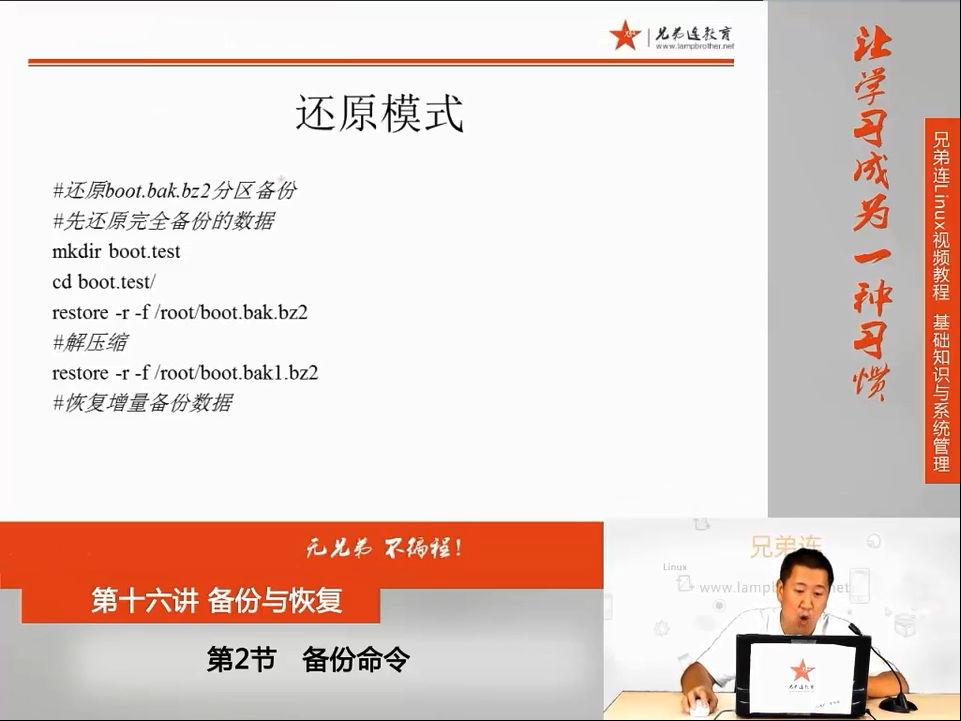 兄弟连教育
www.lampbrother.net
还原模式
#还原boot.bak.bz2分区备份
#先还原完全备份的数据
mkdir boot.test
cd boot.test/
restore -r -f /root/boot.bak.bz2
#解压缩
restore -r -f /root/boot.bak1.bz2
#恢复增量备份数据
让学习成为一种习惯
兄弟连Linux视频教程 基础知识与系统管理
无兄弟 不编程!
第十六讲 备份与恢复
第2节 备份命令
兄弟连
Linux
www.lamp
net
兄弟连教育